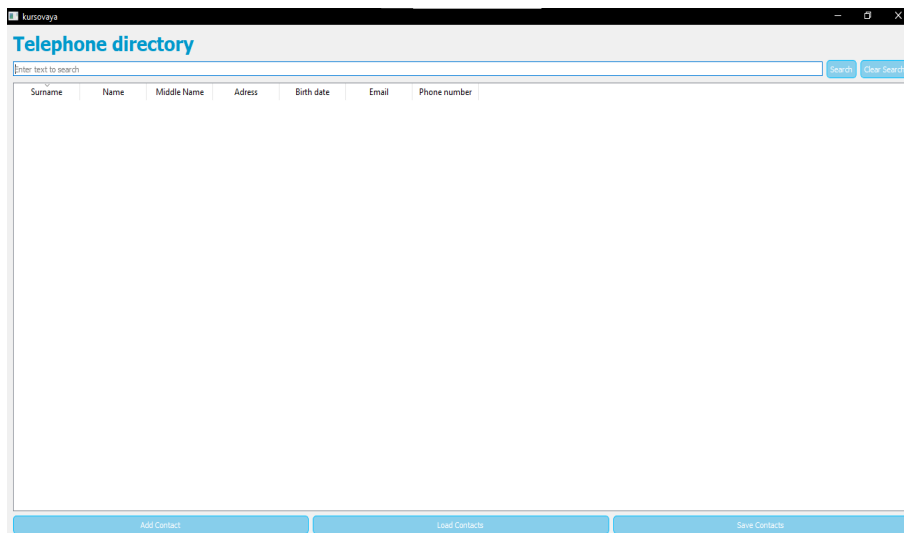 kursovaya
Telephone directory
Enter text to search Search Clear Search
Surname Name Middle Name Adress Birth date Email Phone number
Add Contact Load Contacts Save Contacts